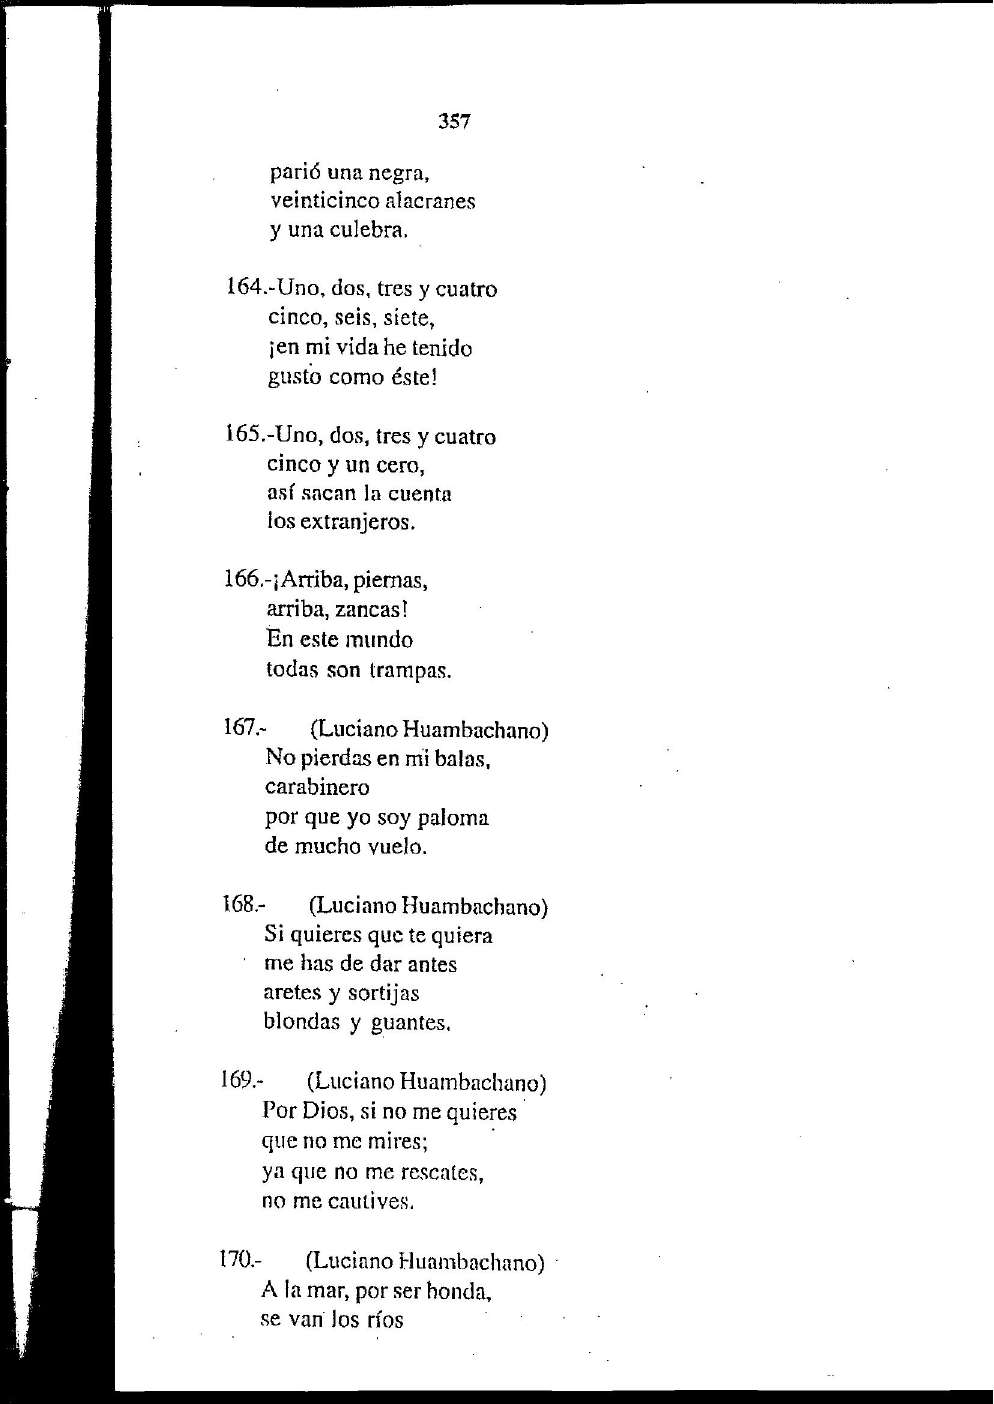 357
parió una negra,
veinticinco alacranes
y una culebra.
164.-Uno, dos, tres y cuatro
cinco, seis, siete,
¡en mi vida he tenido
gusto como éste!
165.-Uno, dos, tres y cuatro
cinco y un cero,
así sacan la cuenta
los extranjeros.
166.-¡Arriba, piernas,
arriba, zancas!
En este mundo
todas son trampas.
167.- (Luciano Huambachano)
No pierdas en mi balas,
carabinero
por que yo soy paloma
de mucho vuelo.
168.- (Luciano Huambachano)
Si quieres que te quiera
me has de dar antes
aretes y sortijas
blondas y guantes.
169.- (Luciano Huambachano)
Por Dios, si no me quieres
que no me mires;
ya que no me rescates,
no me cautives.
170.- (Luciano Huambachano)
A la mar, por ser honda,
se van los ríos